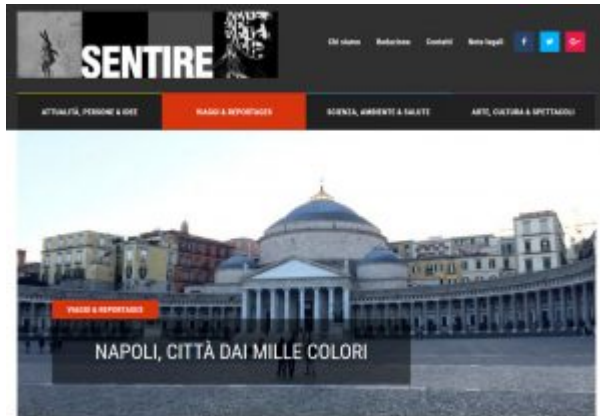 SENTIRE
Chi siamo Redazione Contatti Note legali
ATTUALITÀ, PERSONE & IDEE VIAGGI & REPORTAGES SCIENZA, AMBIENTE & SALUTE ARTE, CULTURA & SPETTACOLI
VIAGGI & REPORTAGES
NAPOLI, CITTÀ DAI MILLE COLORI